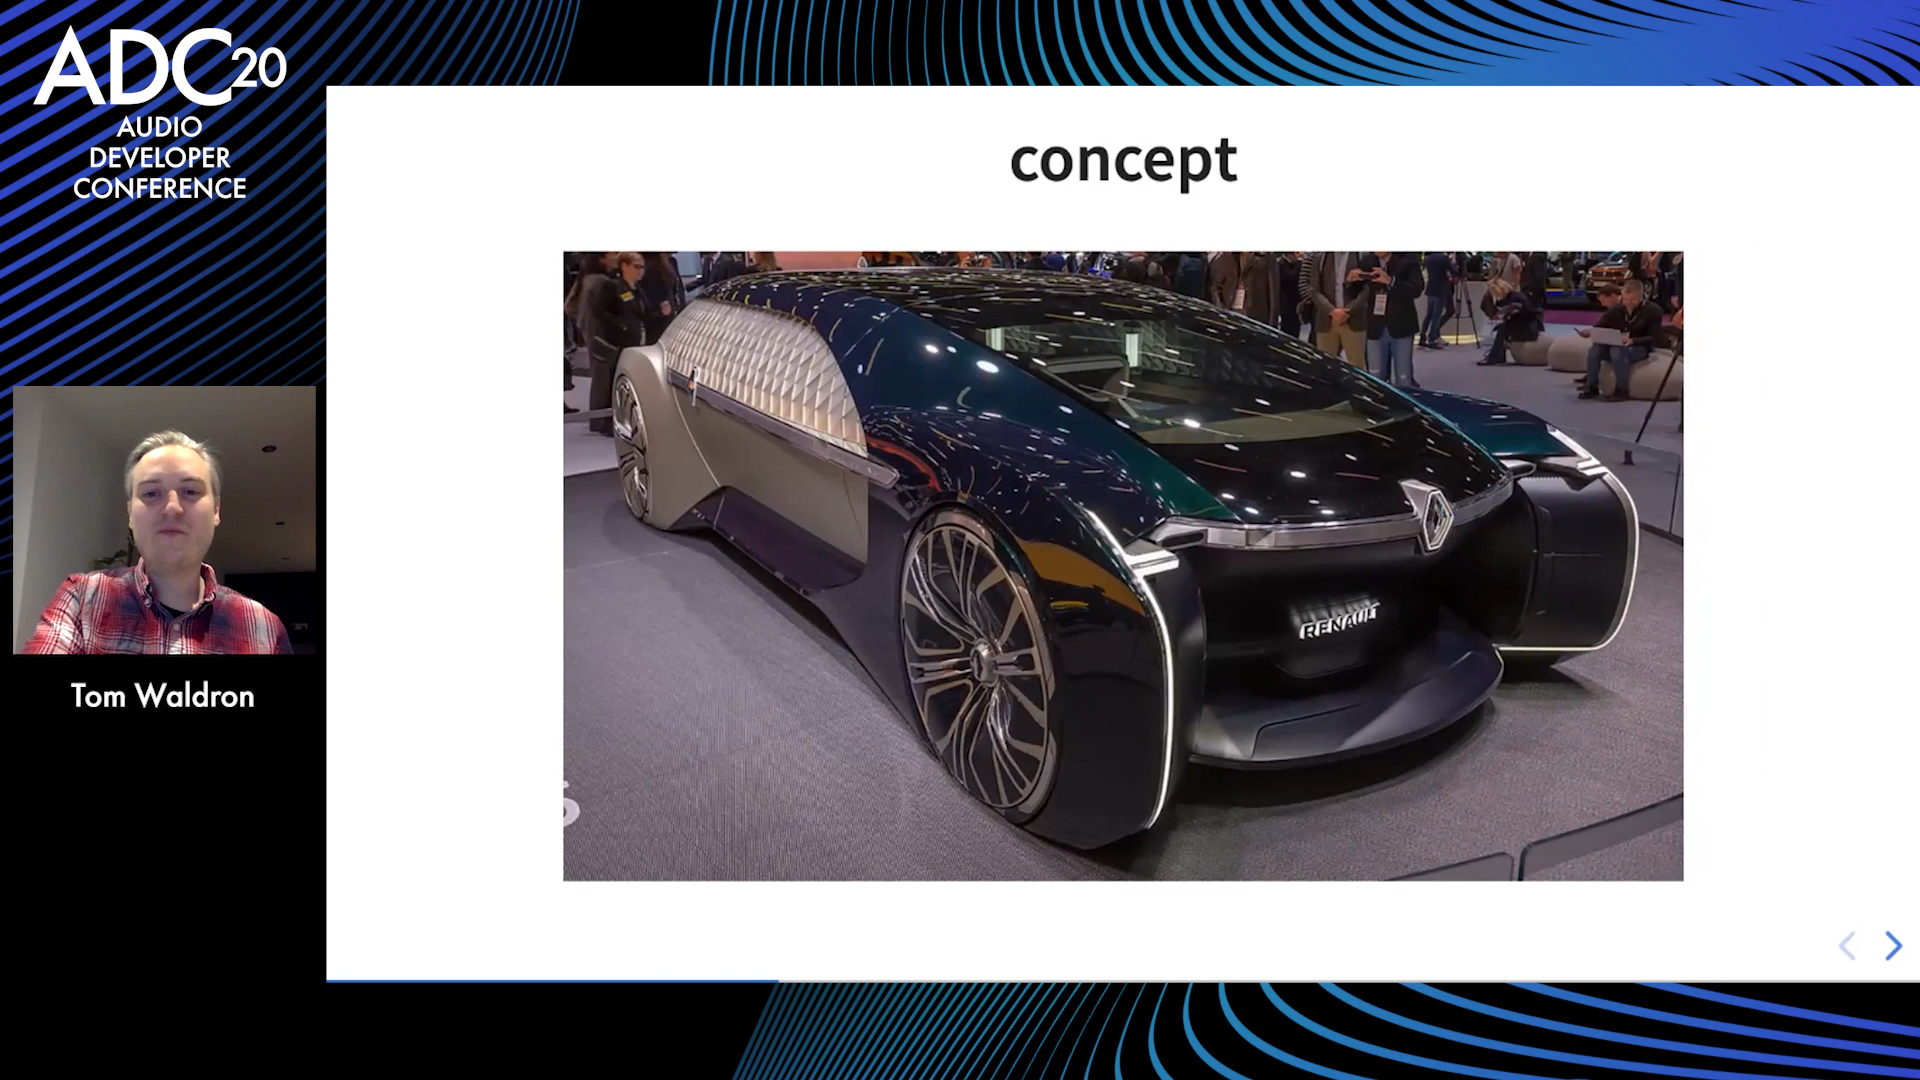 ADC20
AUDIO
DEVELOPER
CONFERENCE
concept
RENAULT
Tom Waldron